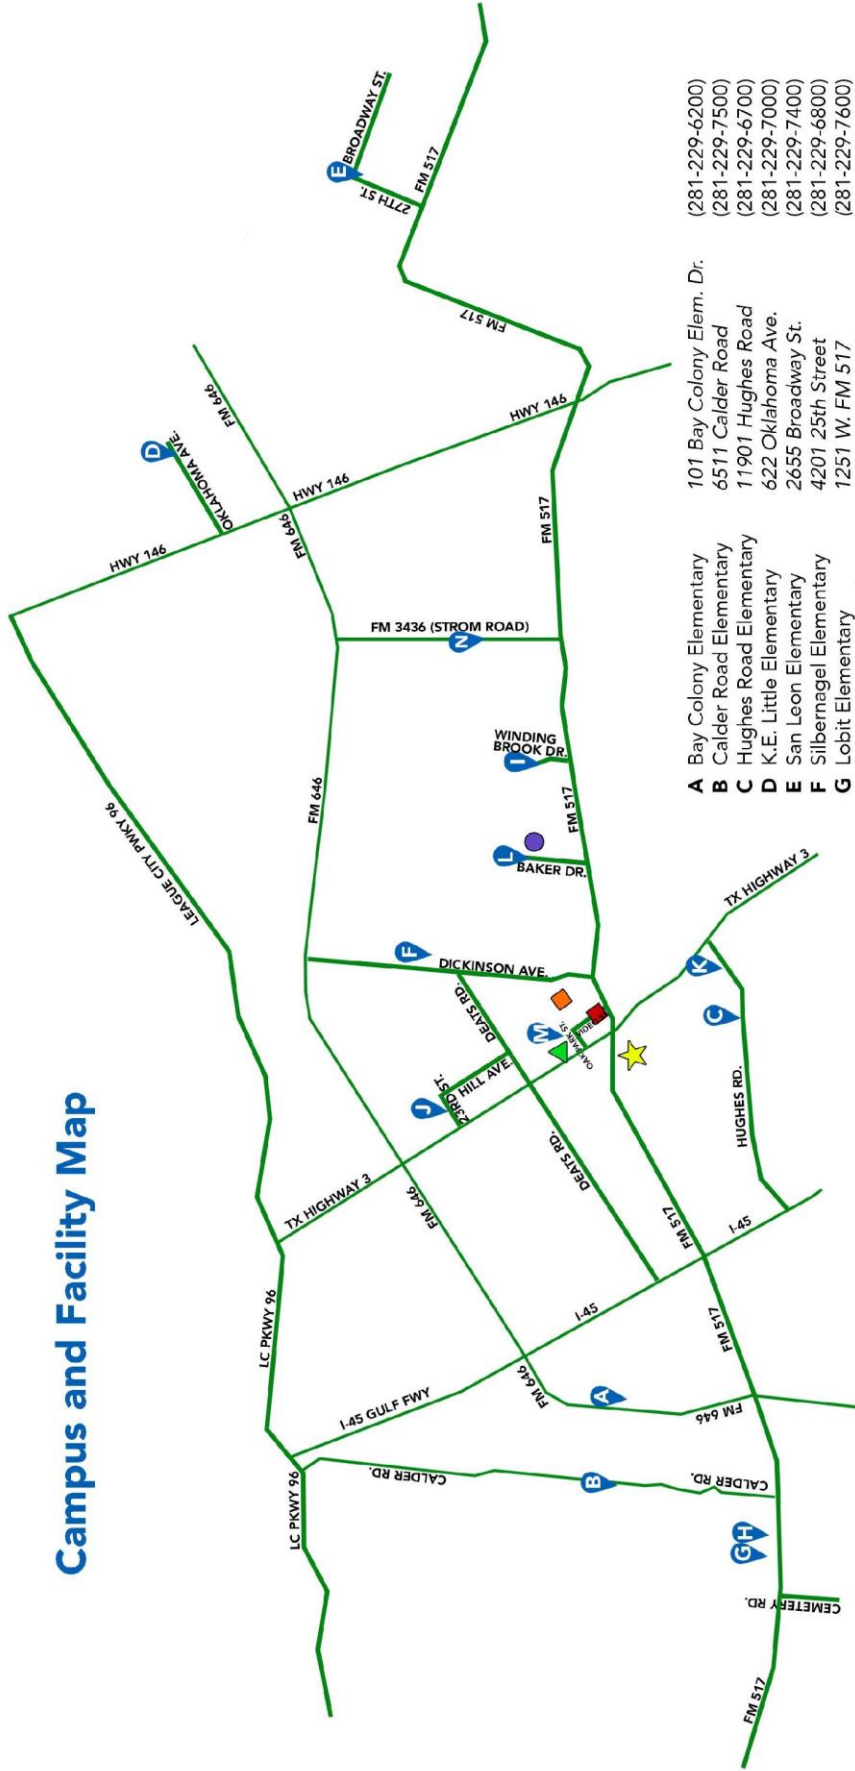 Campus and Facility Map
LC PKWY 96
LC PKWY 96
LEAGUE CITY PWKY 96
HWY 146
HWY 146
HWY 146
OKLAHOMA AVE.
D
FM 646
FM 646
FM 646
FM 646
FM 646
FM 646
I-45 GULF FWY
I-45
I-45
TX HIGHWAY 3
TX HIGHWAY 3
CALDER RD.
CALDER RD.
B
A
J
23RD ST.
HILL AVE.
DEATS RD.
DEATS RD.
F
DICKINSON AVE.
M
OAK PARK ST.
L
BAKER DR.
I
WINDING
BROOK DR.
N
FM 3436 (STROM ROAD)
E
BROADWAY ST.
27TH ST.
FM 517
FM 517
FM 517
FM 517
FM 517
FM 517
FM 517
G
H
CEMETERY RD.
HUGHES RD.
C
K
A Bay Colony Elementary 101 Bay Colony Elem. Dr. (281-229-6200)
B Calder Road Elementary 6511 Calder Road (281-229-7500)
C Hughes Road Elementary 11901 Hughes Road (281-229-6700)
D K.E. Little Elementary 622 Oklahoma Ave. (281-229-7000)
E San Leon Elementary 2655 Broadway St. (281-229-7400)
F Silbernagel Elementary 4201 25th Street (281-229-6800)
G Lobit Elementary 1251 W. FM 517 (281-229-7600)